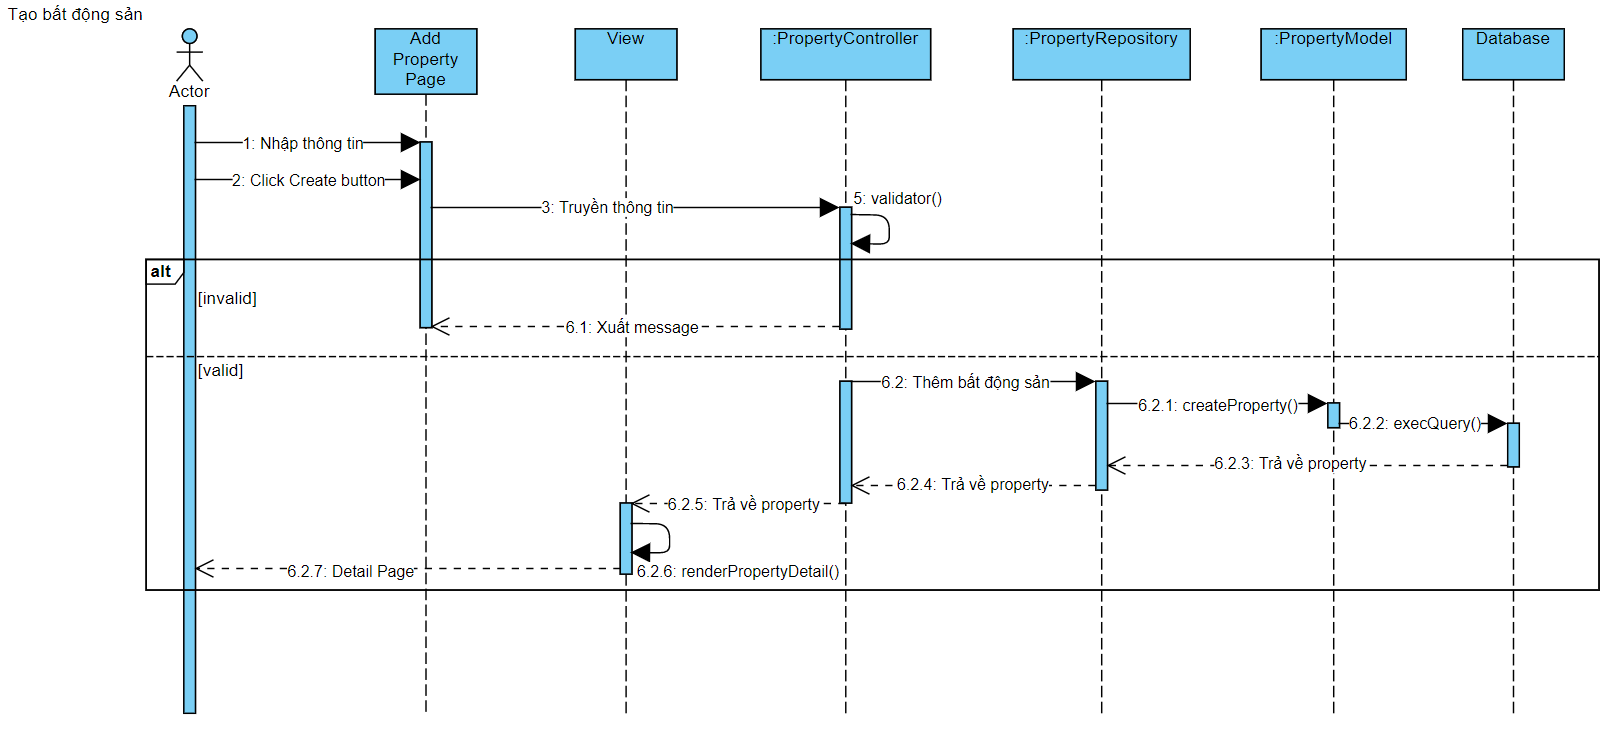 Tạo bất động sản
Actor
Add
Property
Page
View
:PropertyController
:PropertyRepository
:PropertyModel
Database
1: Nhập thông tin
2: Click Create button
3: Truyền thông tin
5: validator()
alt
[invalid]
6.1: Xuất message
[valid]
6.2: Thêm bất động sản
6.2.1: createProperty()
6.2.2: execQuery()
6.2.3: Trả về property
6.2.4: Trả về property
6.2.5: Trả về property
6.2.6: renderPropertyDetail()
6.2.7: Detail Page